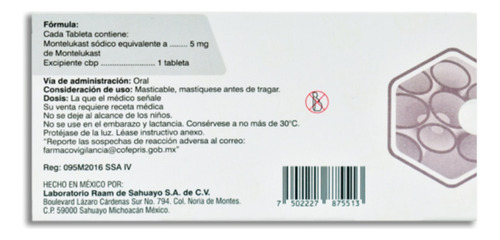 Fórmula:
Cada Tableta contiene:
Montelukast sódico equivalente a ........ 5 mg
de Montelukast
Excipiente cbp ........................ 1 tableta
Vía de administración: Oral
Consideración de uso: Masticable, mastíquese antes de tragar.
Dosis: La que el médico señale
Su venta requiere receta médica
No se deje al alcance de los niños.
No se use en el embarazo y lactancia. Consérvese a no más de 30°C.
Protéjase de la luz. Léase instructivo anexo.
"Reporte las sospechas de reacción adversa al correo:
farmacovigilancia@cofepris.gob.mx"
Reg: 095M2016 SSA IV
HECHO EN MÉXICO POR:
Laboratorio Raam de Sahuayo S.A. de C.V.
Boulevard Lázaro Cárdenas Sur No. 794. Col. Noria de Montes.
C.P. 59000 Sahuayo Michoacán México.
7 502227 875513